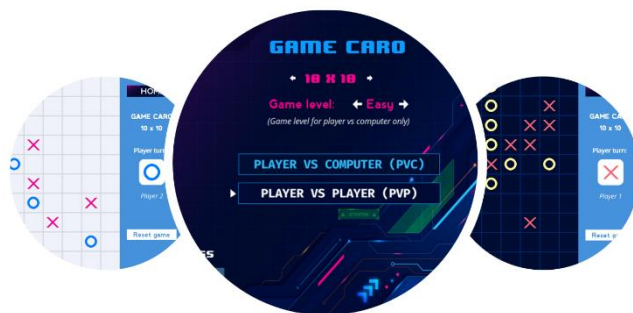 HOM
GAME CARO
10 x 10
Player turn:
Player 2
Reset game
GAME CARO
10 X 10
Game level: Easy
(Game level for player vs computer only)
PLAYER VS COMPUTER (PVC)
PLAYER VS PLAYER (PVP)
HOME
GAME CARO
10 x 10
Player turn:
Player 1
Reset g